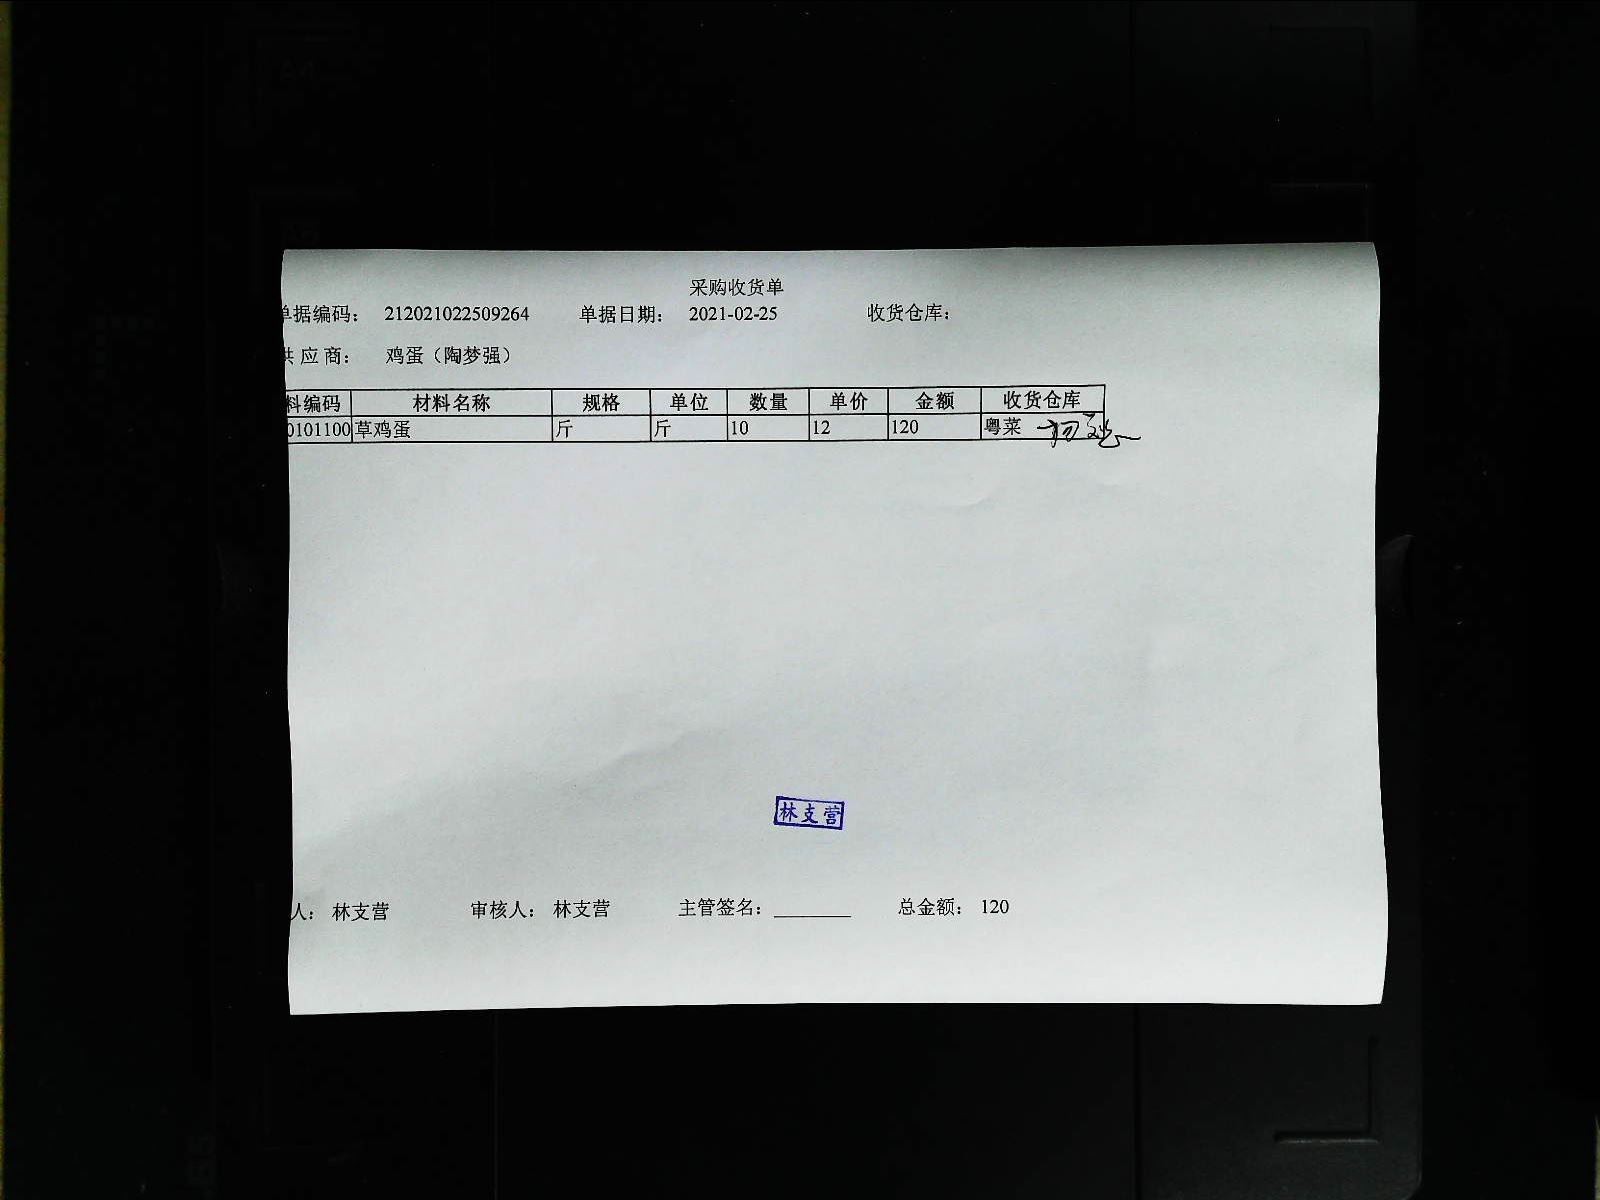 采购收货单
单据编码： 212021022509264 单据日期： 2021-02-25 收货仓库：
供应商： 鸡蛋（陶梦强）
料编码 材料名称 规格 单位 数量 单价 金额 收货仓库
0101100 草鸡蛋 斤 斤 10 12 120 粤菜
林支营
人： 林支营 审核人： 林支营 主管签名：________ 总金额： 120